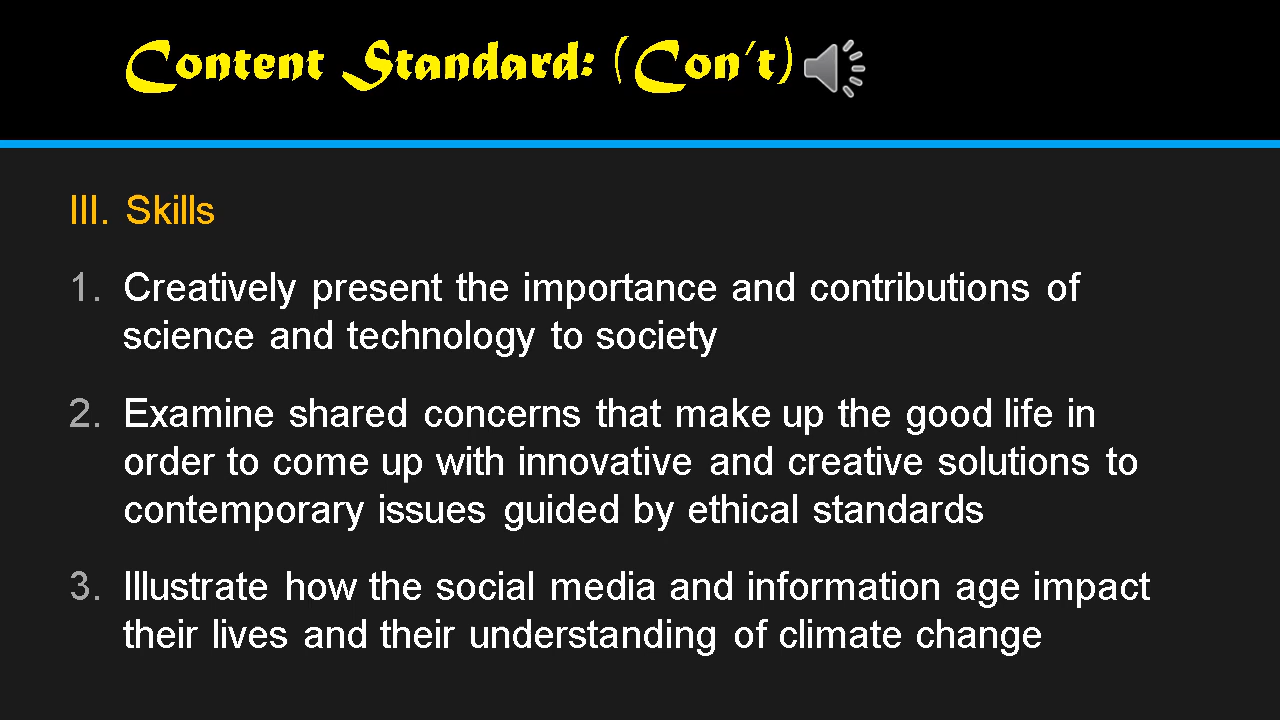 Content Standard: (Con't)
III. Skills
1. Creatively present the importance and contributions of
science and technology to society
2. Examine shared concerns that make up the good life in
order to come up with innovative and creative solutions to
contemporary issues guided by ethical standards
3. Illustrate how the social media and information age impact
their lives and their understanding of climate change